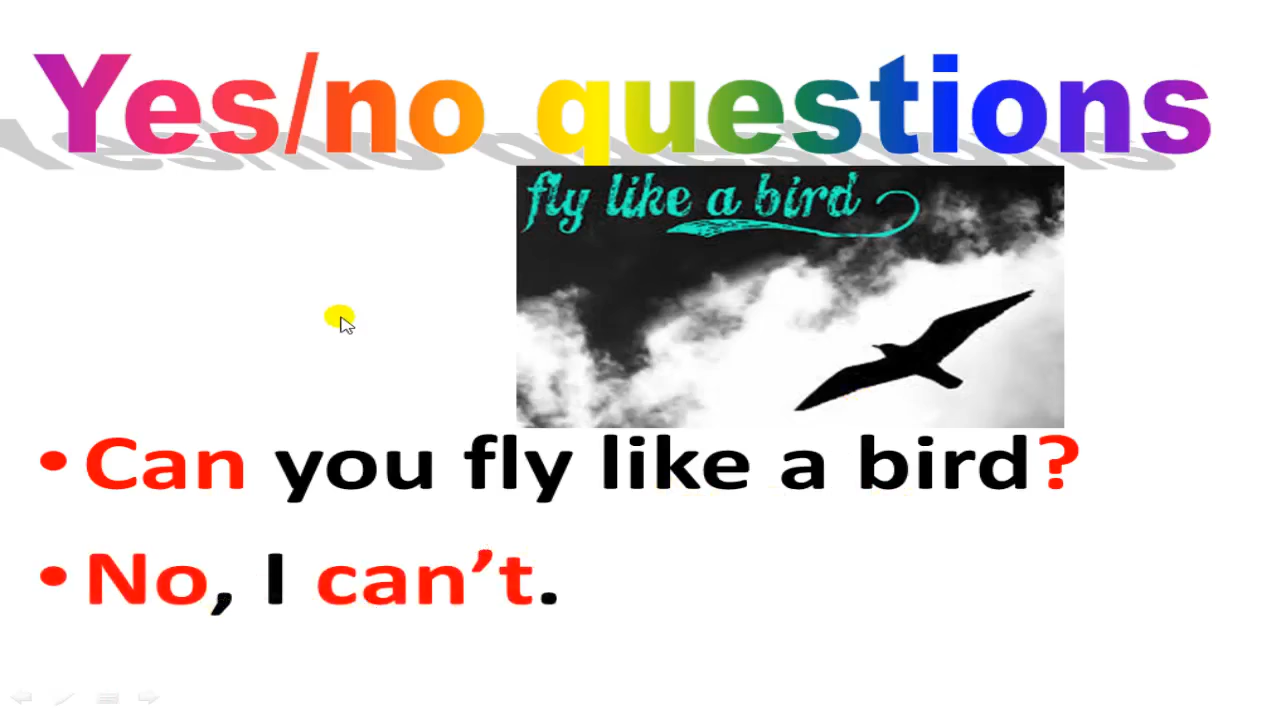 Yes/no questions
fly like a bird
• Can you fly like a bird?
• No, I can’t.